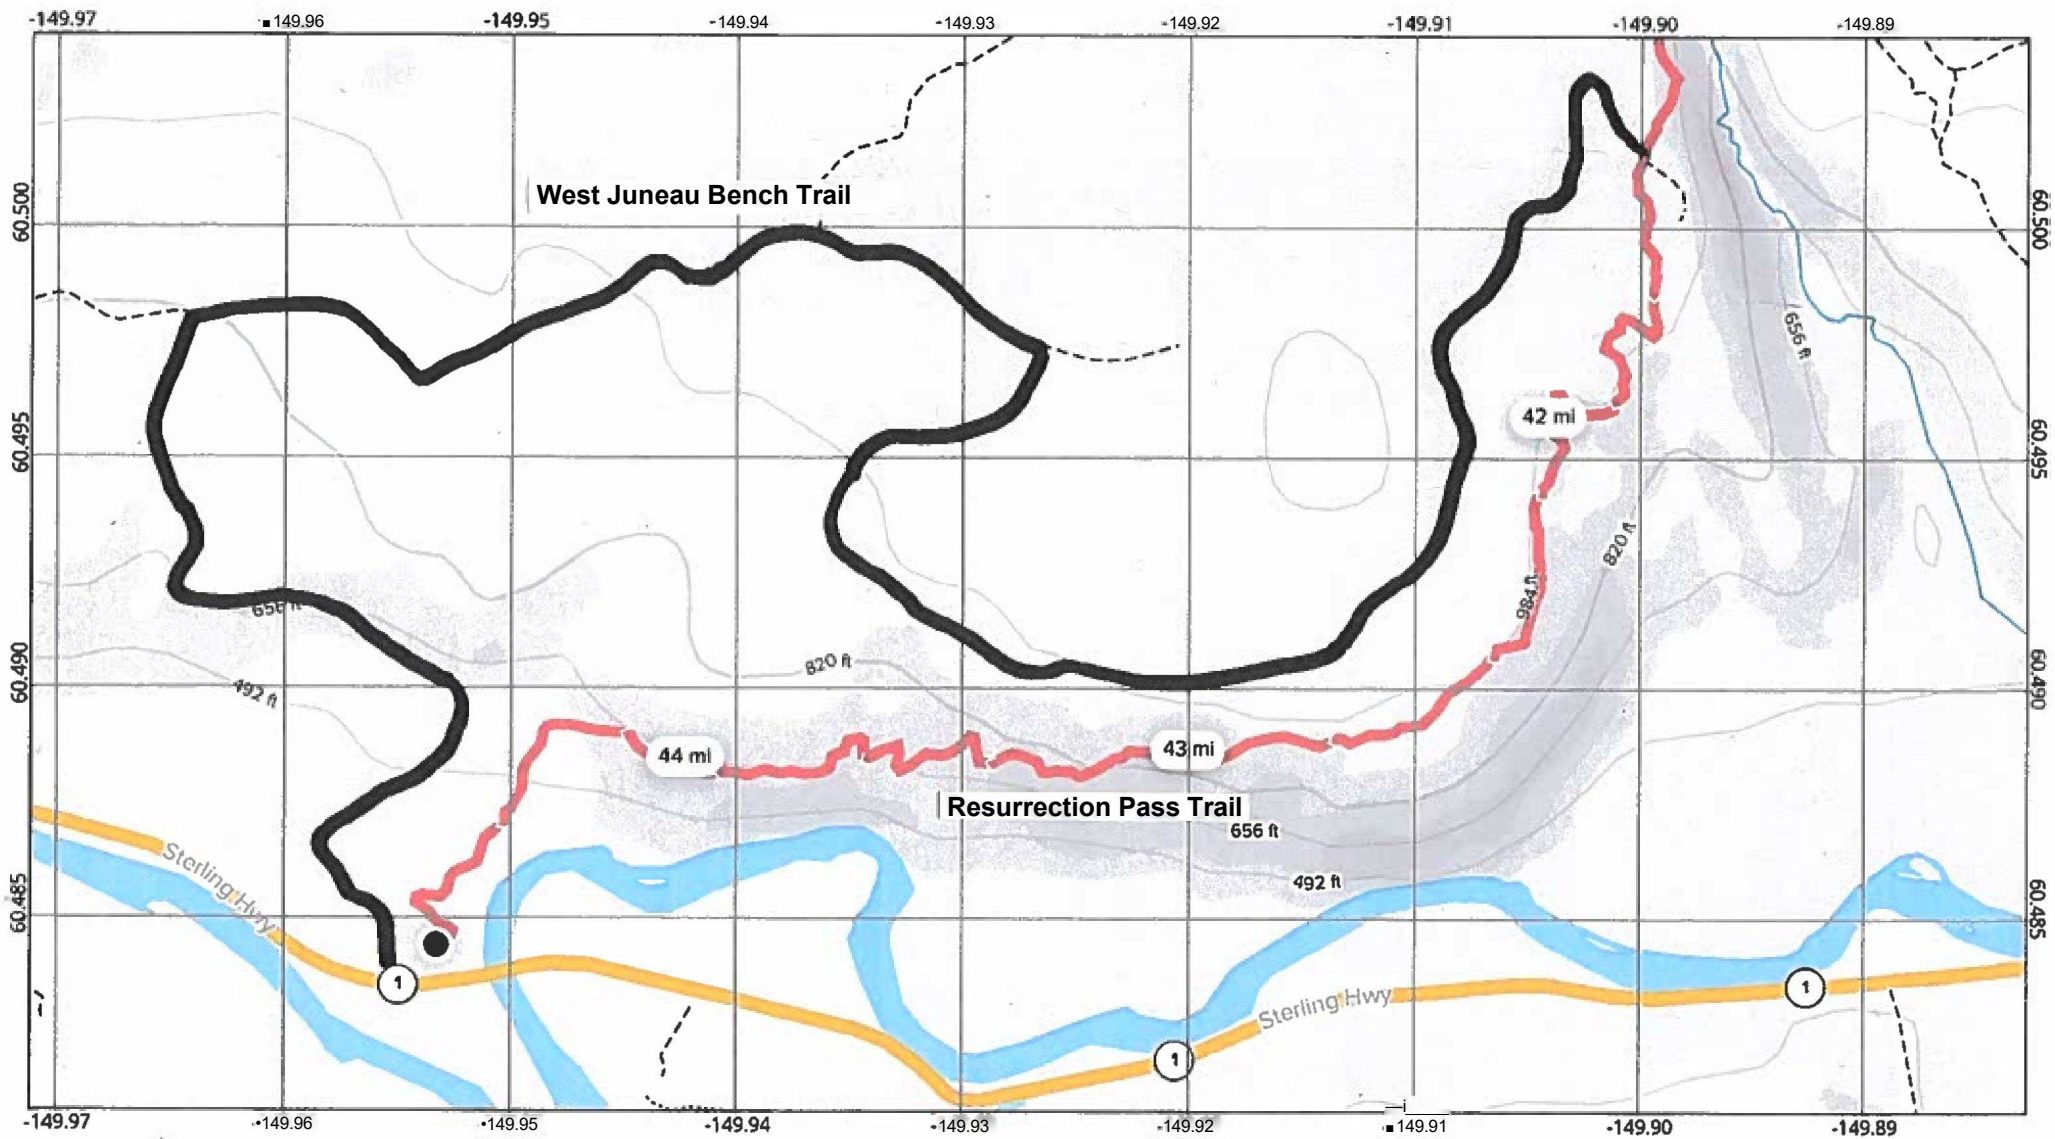 -149.97 -149.96 -149.95 -149.94 -149.93 -149.92 -149.91 -149.90 -149.89
West Juneau Bench Trail
60.500 60.500
656 ft
42 mi
60.495 60.495
820 ft
984 ft
656 ft
820 ft
60.490 60.490
492 ft
44 mi
43 mi
Resurrection Pass Trail
656 ft
Sterling Hwy
492 ft
60.485 60.485
1
1
Sterling Hwy
1
-149.97 -149.96 -149.95 -149.94 -149.93 -149.92 -149.91 -149.90 -149.89